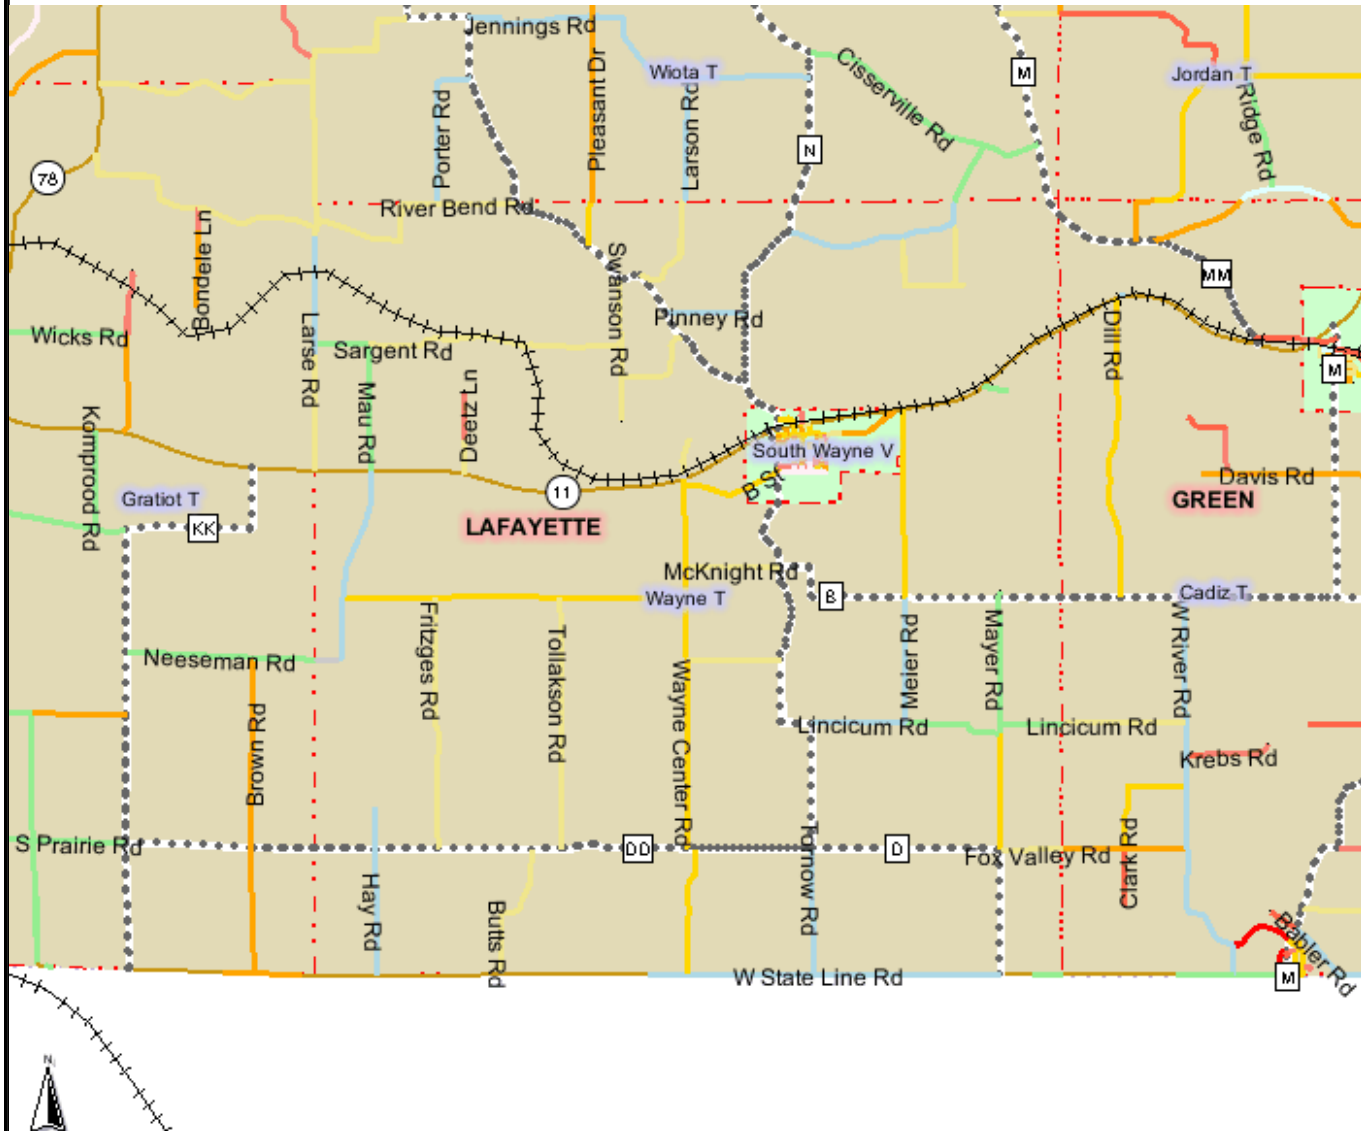 Jennings Rd
Pleasant Dr
Wiota T
Cisserville Rd
M
Jordan T
Ridge Rd
Porter Rd
Larson Rd
N
78
River Bend Rd
Bondele Ln
Swanson Rd
MM
Wicks Rd
Larse Rd
Sargent Rd
Pinney Rd
Dill Rd
M
Komprood Rd
Mau Rd
Deetz Ln
South Wayne V
B St
Davis Rd
Gratiot T
11
GREEN
KK
LAFAYETTE
McKnight Rd
Wayne T
B
Cadiz T
Fritzges Rd
Tollakson Rd
Meier Rd
Mayer Rd
W River Rd
Neeseman Rd
Wayne Center Rd
Brown Rd
Lincicum Rd
Lincicum Rd
Krebs Rd
S Prairie Rd
DD
Tornow Rd
D
Fox Valley Rd
Clark Rd
Hay Rd
Butts Rd
Babler Rd
W State Line Rd
M
N